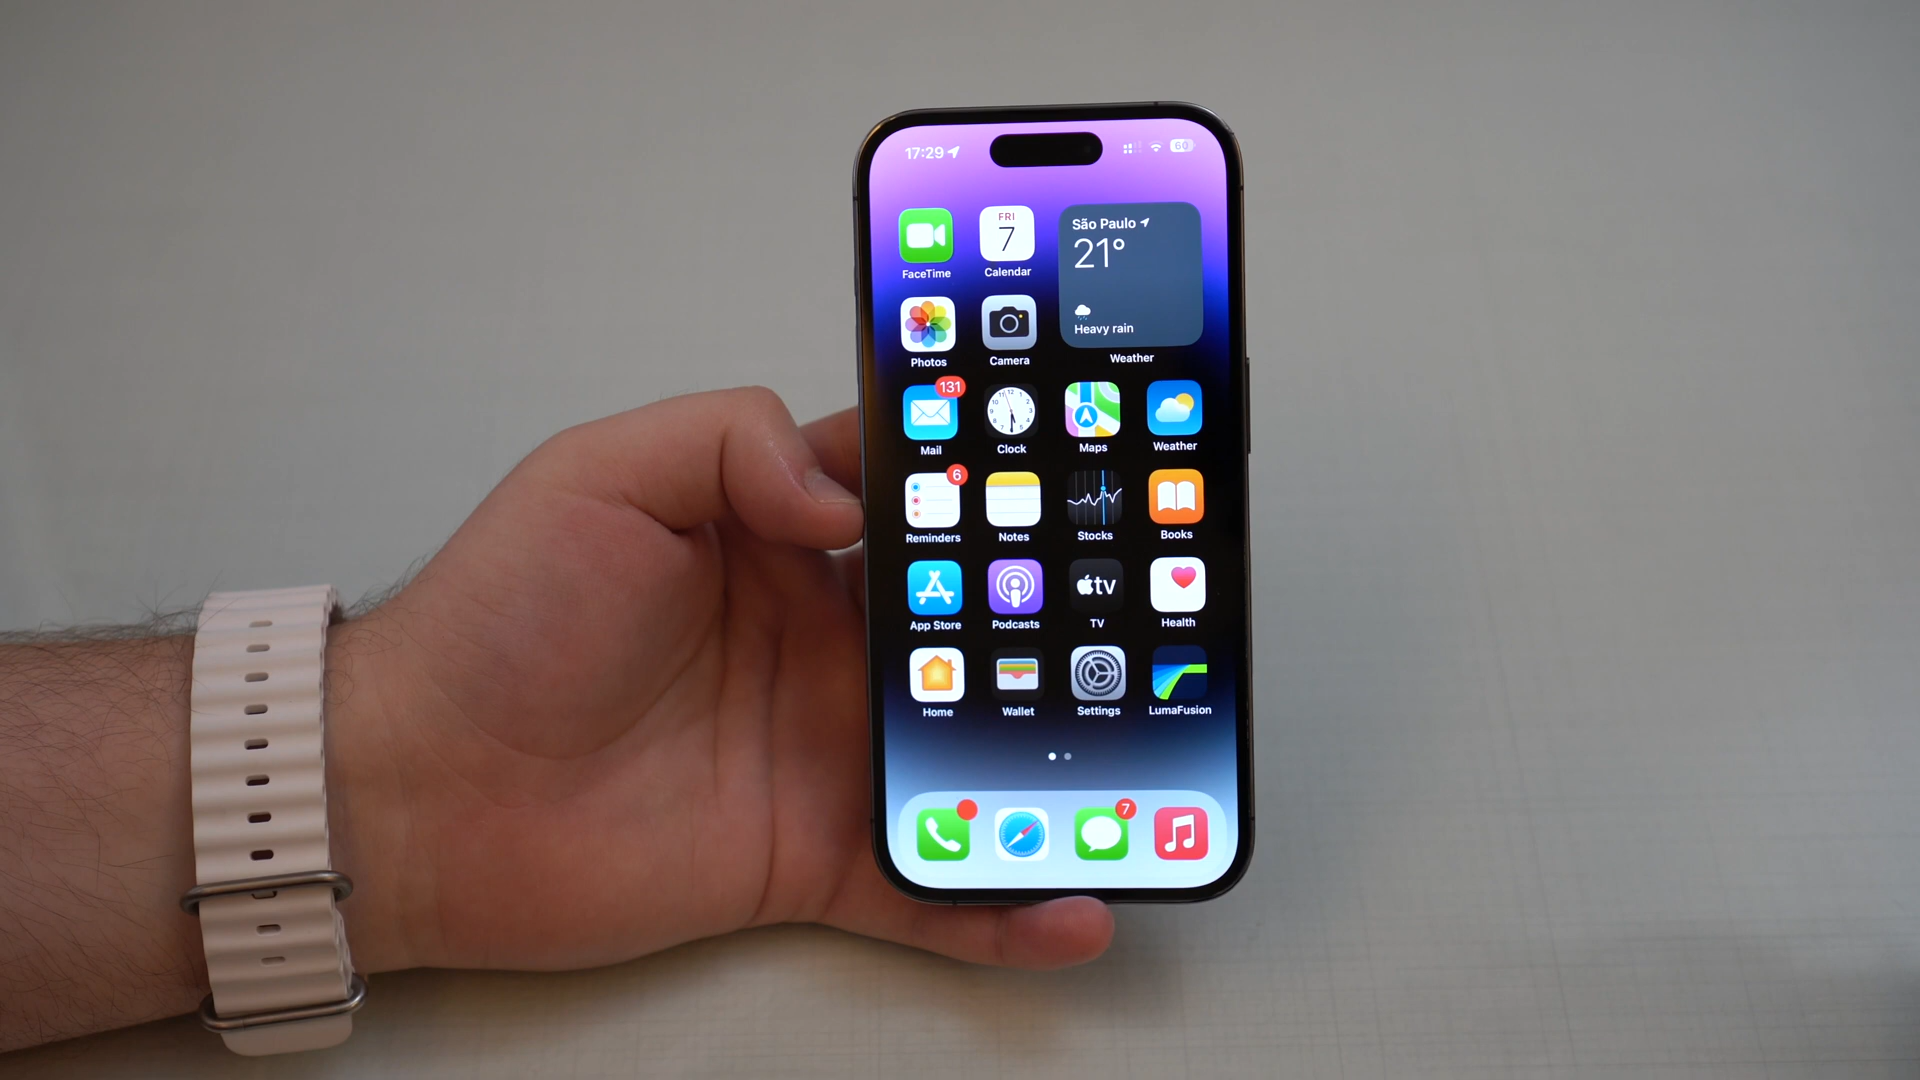 17:29
60
FaceTime
FRI
7
Calendar
São Paulo
21°
Heavy rain
Photos
Camera
Weather
131
Mail
Clock
Maps
Weather
6
Reminders
Notes
Stocks
Books
App Store
Podcasts
tv
TV
Health
Home
Wallet
Settings
LumaFusion
7